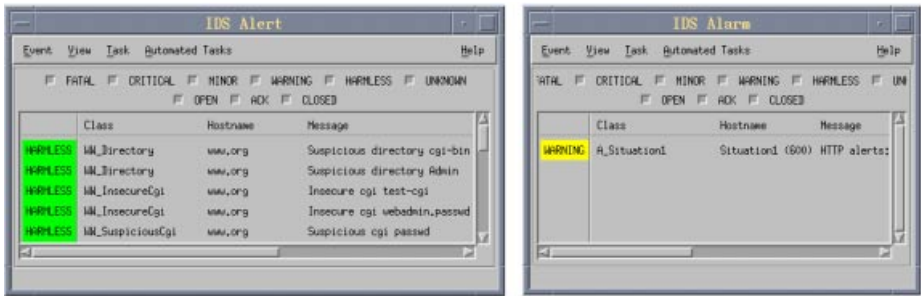 IDS Alert
Event View Task Automated Tasks Help
FATAL CRITICAL MINOR WARNING HARMLESS UNKNOWN
OPEN ACK CLOSED
Class Hostname Message
HARMLESS WW_Directory www.org Suspicious directory cgi-bin
HARMLESS WW_Directory www.org Suspicious directory Admin
HARMLESS WW_InsecureCgi www.org Insecure cgi test-cgi
HARMLESS WW_InsecureCgi www.org Insecure cgi webadmin.passwd
HARMLESS WW_SuspiciousCgi www.org Suspicious cgi passwd
IDS Alarm
Event View Task Automated Tasks Help
FATAL CRITICAL MINOR WARNING HARMLESS UN
OPEN ACK CLOSED
Class Hostname Message
WARNING A_Situation1 Situation1 (600) HTTP alerts: